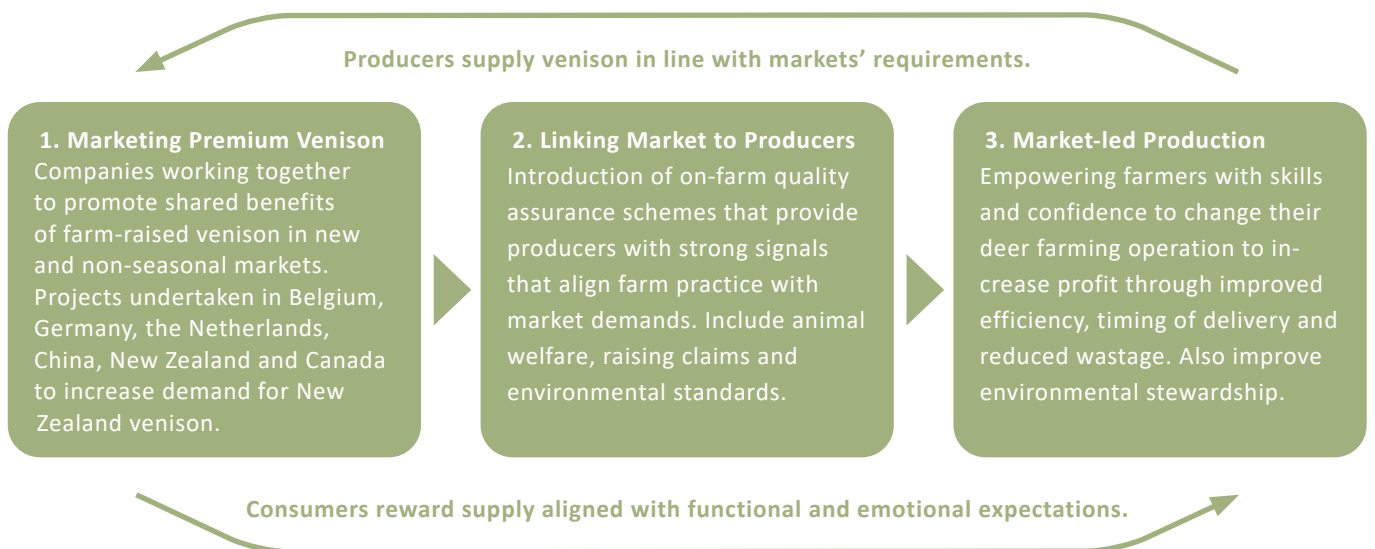 Producers supply venison in line with markets’ requirements.
1. Marketing Premium Venison
Companies working together
to promote shared benefits
of farm-raised venison in new
and non-seasonal markets.
Projects undertaken in Belgium,
Germany, the Netherlands,
China, New Zealand and Canada
to increase demand for New
Zealand venison.
2. Linking Market to Producers
Introduction of on-farm quality
assurance schemes that provide
producers with strong signals
that align farm practice with
market demands. Include animal
welfare, raising claims and
environmental standards.
3. Market-led Production
Empowering farmers with skills
and confidence to change their
deer farming operation to in-
crease profit through improved
efficiency, timing of delivery and
reduced wastage. Also improve
environmental stewardship.
Consumers reward supply aligned with functional and emotional expectations.